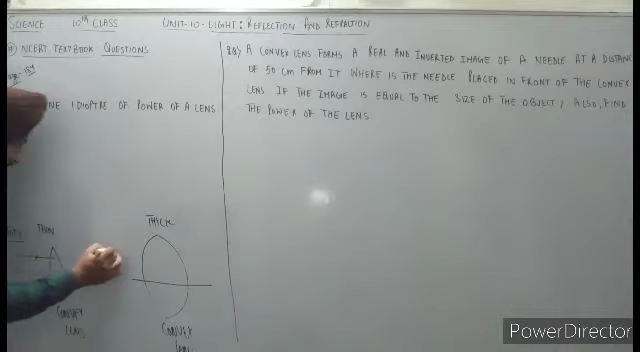 SCIENCE 10TH CLASS UNIT-10-LIGHT: REFLECTION AND REFRACTION
NCERT TEXTBOOK QUESTIONS
NE 1 DIOPTRE OF POWER OF A LENS
THIN
THICK
CONVEX
LENS
CONVEX
A CONVEX LENS FORMS A REAL AND INVERTED IMAGE OF A NEEDLE AT A DISTANC
OF 50 CM FROM IT WHERE IS THE NEEDLE PLACED IN FRONT OF THE CONVEX
LENS IF THE IMAGE IS EQUAL TO THE SIZE OF THE OBJECT? ALSO, FIND
THE POWER OF THE LENS
PowerDirector